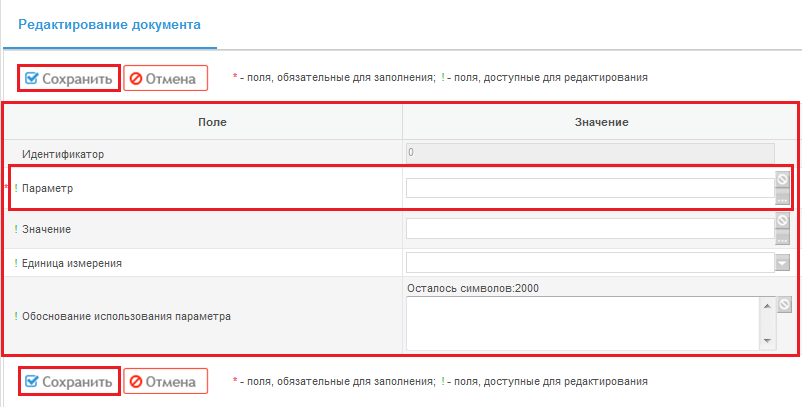 Редактирование документа
Сохранить Отмена * - поля, обязательные для заполнения; ! - поля, доступные для редактирования
Поле Значение
Идентификатор 0
* ! Параметр ...
! Значение ...
! Единица измерения
Осталось символов:2000
! Обоснование использования параметра
Сохранить Отмена * - поля, обязательные для заполнения; ! - поля, доступные для редактирования